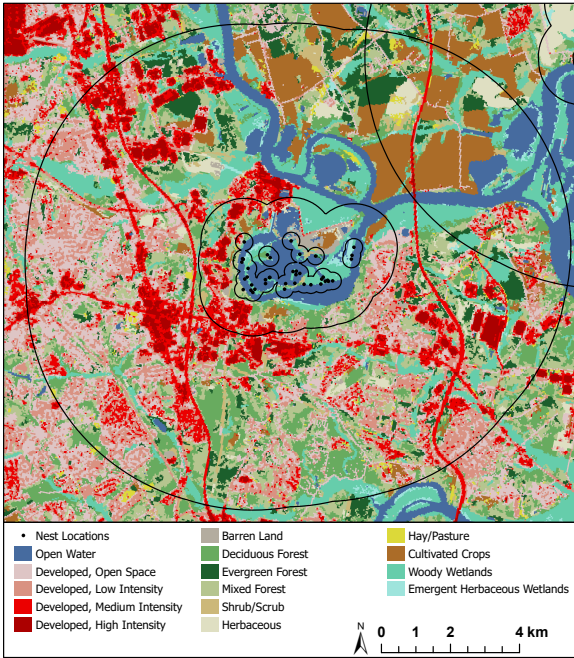 Nest Locations
Open Water
Developed, Open Space
Developed, Low Intensity
Developed, Medium Intensity
Developed, High Intensity
Barren Land
Deciduous Forest
Evergreen Forest
Mixed Forest
Shrub/Scrub
Herbaceous
Hay/Pasture
Cultivated Crops
Woody Wetlands
Emergent Herbaceous Wetlands
N
0 1 2 4 km